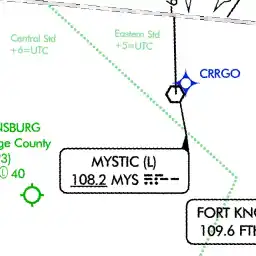 Central Std
+6=UTC
Eastern Std
+5=UTC
CRRGO
NSBURG
ge County
3)
40
MYSTIC (L)
108.2 MYS
FORT KNO
109.6 FTK